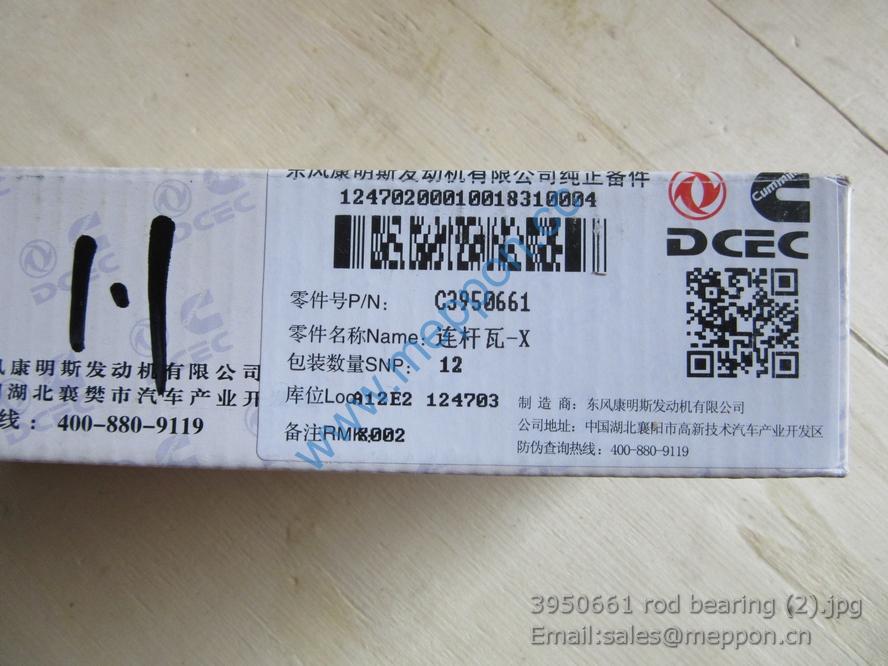 东风康明斯发动机有限公司纯正备件
12470200010018310004
Cummins
DCEC
零件号P/N: C3950661
零件名称Name: 连杆瓦-X
包装数量SNP: 12
库位Loc A12E2 124703
备注RMK 8,002
制造商: 东风康明斯发动机有限公司
公司地址: 中国湖北襄阳市高新技术汽车产业开发区
防伪查询热线: 400-880-9119
1·1
DCEC
DCEC
风康明斯发动机有限公司
湖北襄樊市汽车产业开
线: 400-880-9119
www.meppon.cc
3950661 rod bearing (2).jpg
Email:sales@meppon.cn